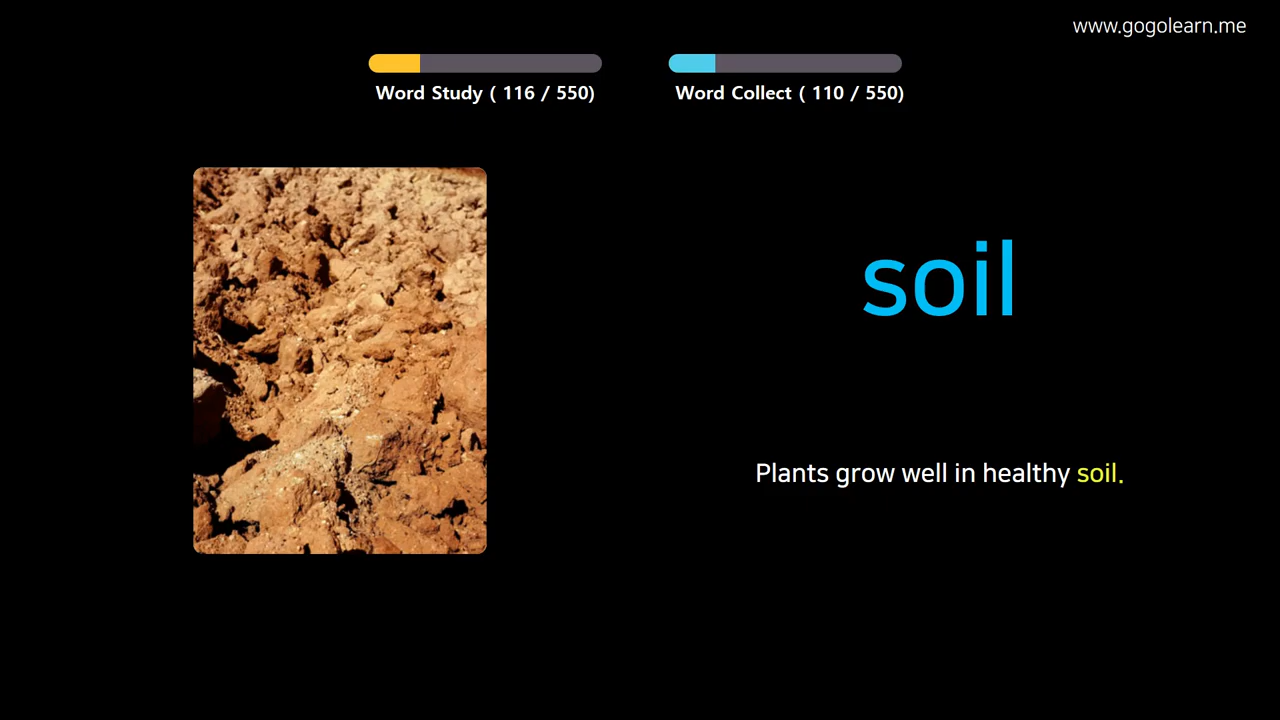 www.gogolearn.me
Word Study ( 116 / 550)
Word Collect ( 110 / 550)
soil
Plants grow well in healthy soil.